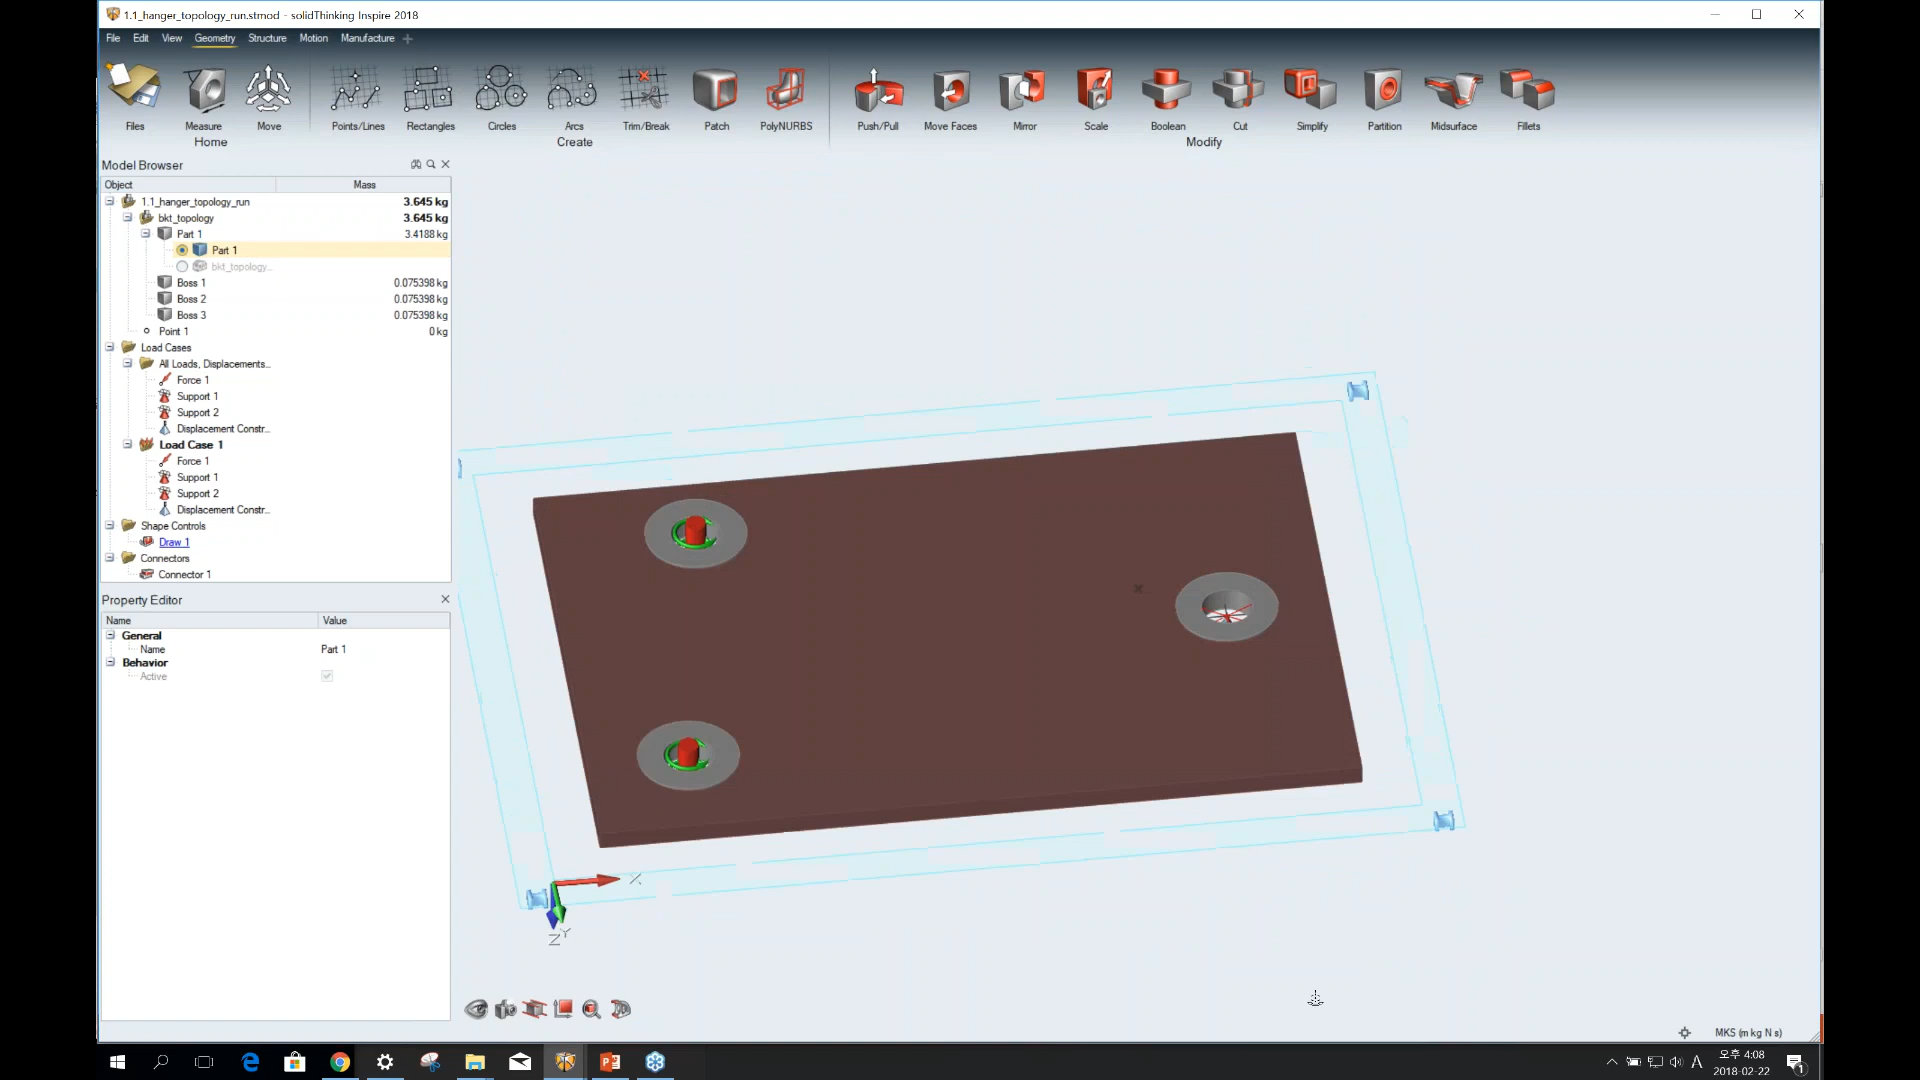 1.1_hanger_topology_run.stmod - solidThinking Inspire 2018
File Edit View Geometry Structure Motion Manufacture
Files Measure Move Points/Lines Rectangles Circles Arcs Trim/Break Patch PolyNURBS Push/Pull Move Faces Mirror Scale Boolean Cut Simplify Partition Midsurface Fillets
Home Create Modify
Model Browser
Object Mass
1.1_hanger_topology_run 3.645 kg
bkt_topology 3.645 kg
Part 1 3.4188 kg
Part 1
bkt_topology...
Boss 1 0.075398 kg
Boss 2 0.075398 kg
Boss 3 0.075398 kg
Point 1 0 kg
Load Cases
All Loads, Displacements...
Force 1
Support 1
Support 2
Displacement Constr...
Load Case 1
Force 1
Support 1
Support 2
Displacement Constr...
Shape Controls
Draw 1
Connectors
Connector 1
Property Editor
Name Value
General
Name Part 1
Behavior
Active
X
Y
Z
MKS (m kg N s)
A
오후 4:08
2018-02-22
1